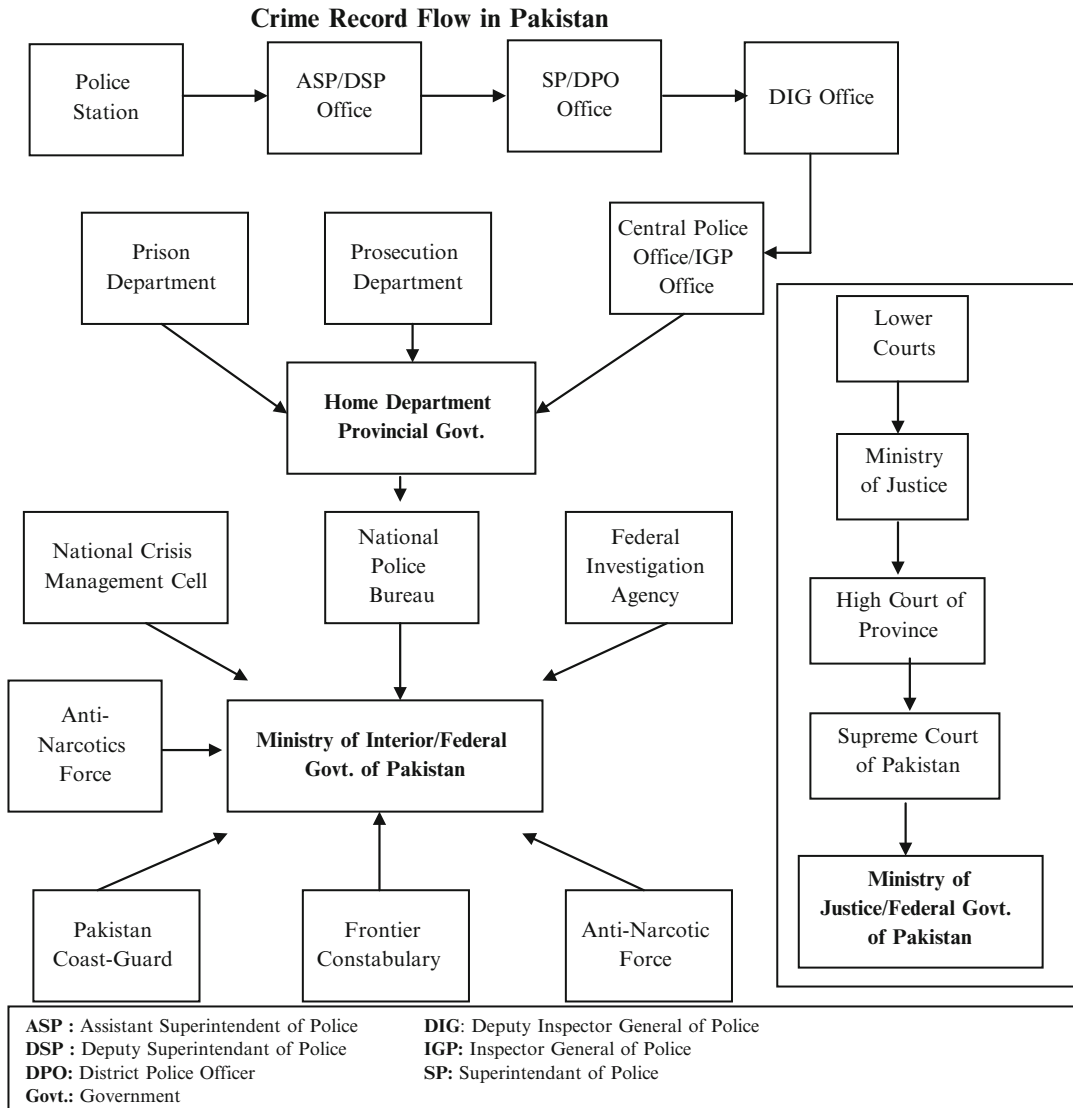 Crime Record Flow in Pakistan
Police
Station
ASP/DSP
Office
SP/DPO
Office
DIG Office
Prison
Department
Prosecution
Department
Central Police
Office/IGP
Office
Home Department
Provincial Govt.
National Crisis
Management Cell
National
Police
Bureau
Federal
Investigation
Agency
Anti-
Narcotics
Force
Ministry of Interior/Federal
Govt. of Pakistan
Pakistan
Coast-Guard
Frontier
Constabulary
Anti-Narcotic
Force
Lower
Courts
Ministry
of Justice
High Court of
Province
Supreme Court
of Pakistan
Ministry of
Justice/Federal Govt.
of Pakistan
ASP : Assistant Superintendent of Police
DSP : Deputy Superintendant of Police
DPO: District Police Officer
Govt.: Government
DIG: Deputy Inspector General of Police
IGP: Inspector General of Police
SP: Superintendant of Police